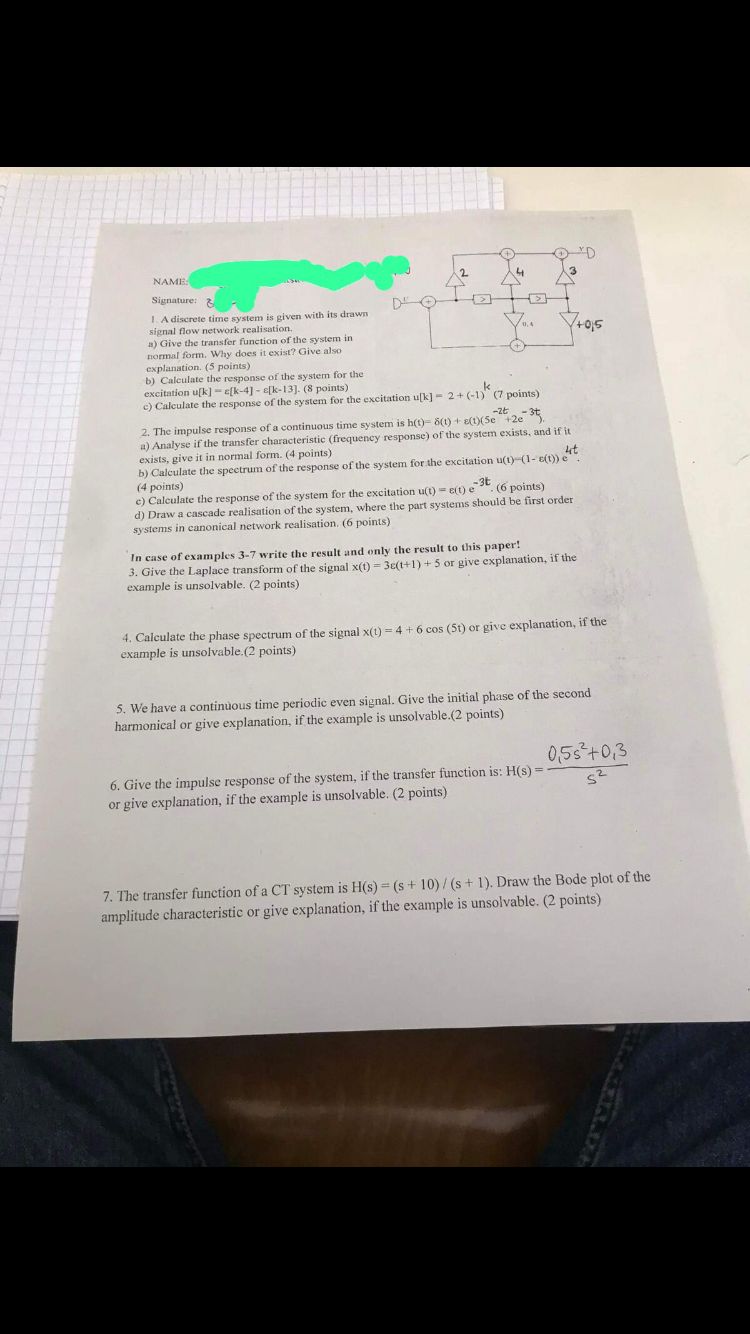 NAME:
Signature:
1. A discrete time system is given with its drawn
signal flow network realisation.
a) Give the transfer function of the system in
normal form. Why does it exist? Give also
explanation. (5 points)
b) Calculate the response of the system for the
excitation u[k] = ε[k-4] - ε[k-13]. (8 points)
c) Calculate the response of the system for the excitation u[k] = 2 + (-1)^k (7 points)
u
2
4
3
y
0,4
+0,5
2. The impulse response of a continuous time system is h(t)= δ(t) + ε(t)(5e^-2t +2e^-3t).
a) Analyse if the transfer characteristic (frequency response) of the system exists, and if it
exists, give it in normal form. (4 points)
b) Calculate the spectrum of the response of the system for the excitation u(t)=(1- ε(t)) e^4t.
(4 points)
c) Calculate the response of the system for the excitation u(t) = ε(t) e^-3t. (6 points)
d) Draw a cascade realisation of the system, where the part systems should be first order
systems in canonical network realisation. (6 points)
In case of examples 3-7 write the result and only the result to this paper!
3. Give the Laplace transform of the signal x(t) = 3ε(t+1) + 5 or give explanation, if the
example is unsolvable. (2 points)
4. Calculate the phase spectrum of the signal x(t) = 4 + 6 cos (5t) or give explanation, if the
example is unsolvable.(2 points)
5. We have a continuous time periodic even signal. Give the initial phase of the second
harmonical or give explanation, if the example is unsolvable.(2 points)
6. Give the impulse response of the system, if the transfer function is: H(s) = 0,5s²+0,3 / s²
or give explanation, if the example is unsolvable. (2 points)
7. The transfer function of a CT system is H(s) = (s + 10) / (s + 1). Draw the Bode plot of the
amplitude characteristic or give explanation, if the example is unsolvable. (2 points)